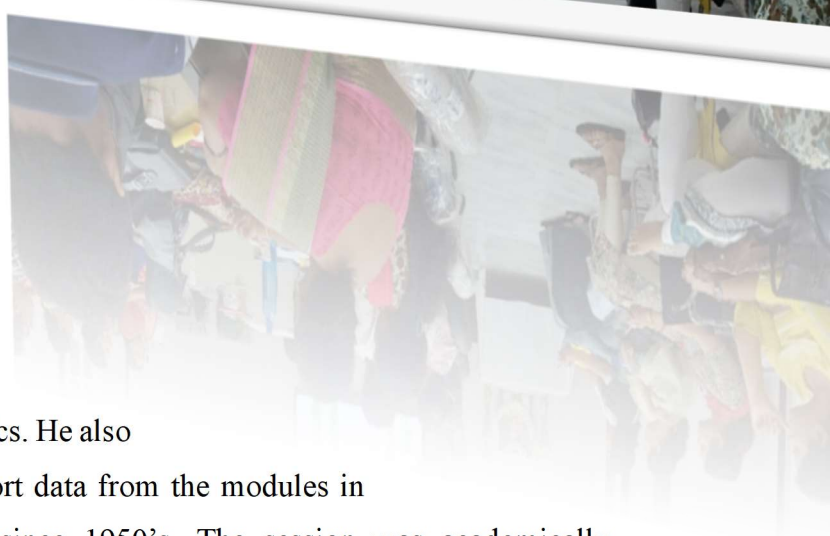 cs. He also
ort data from the modules in
since 1950's. The session was academically